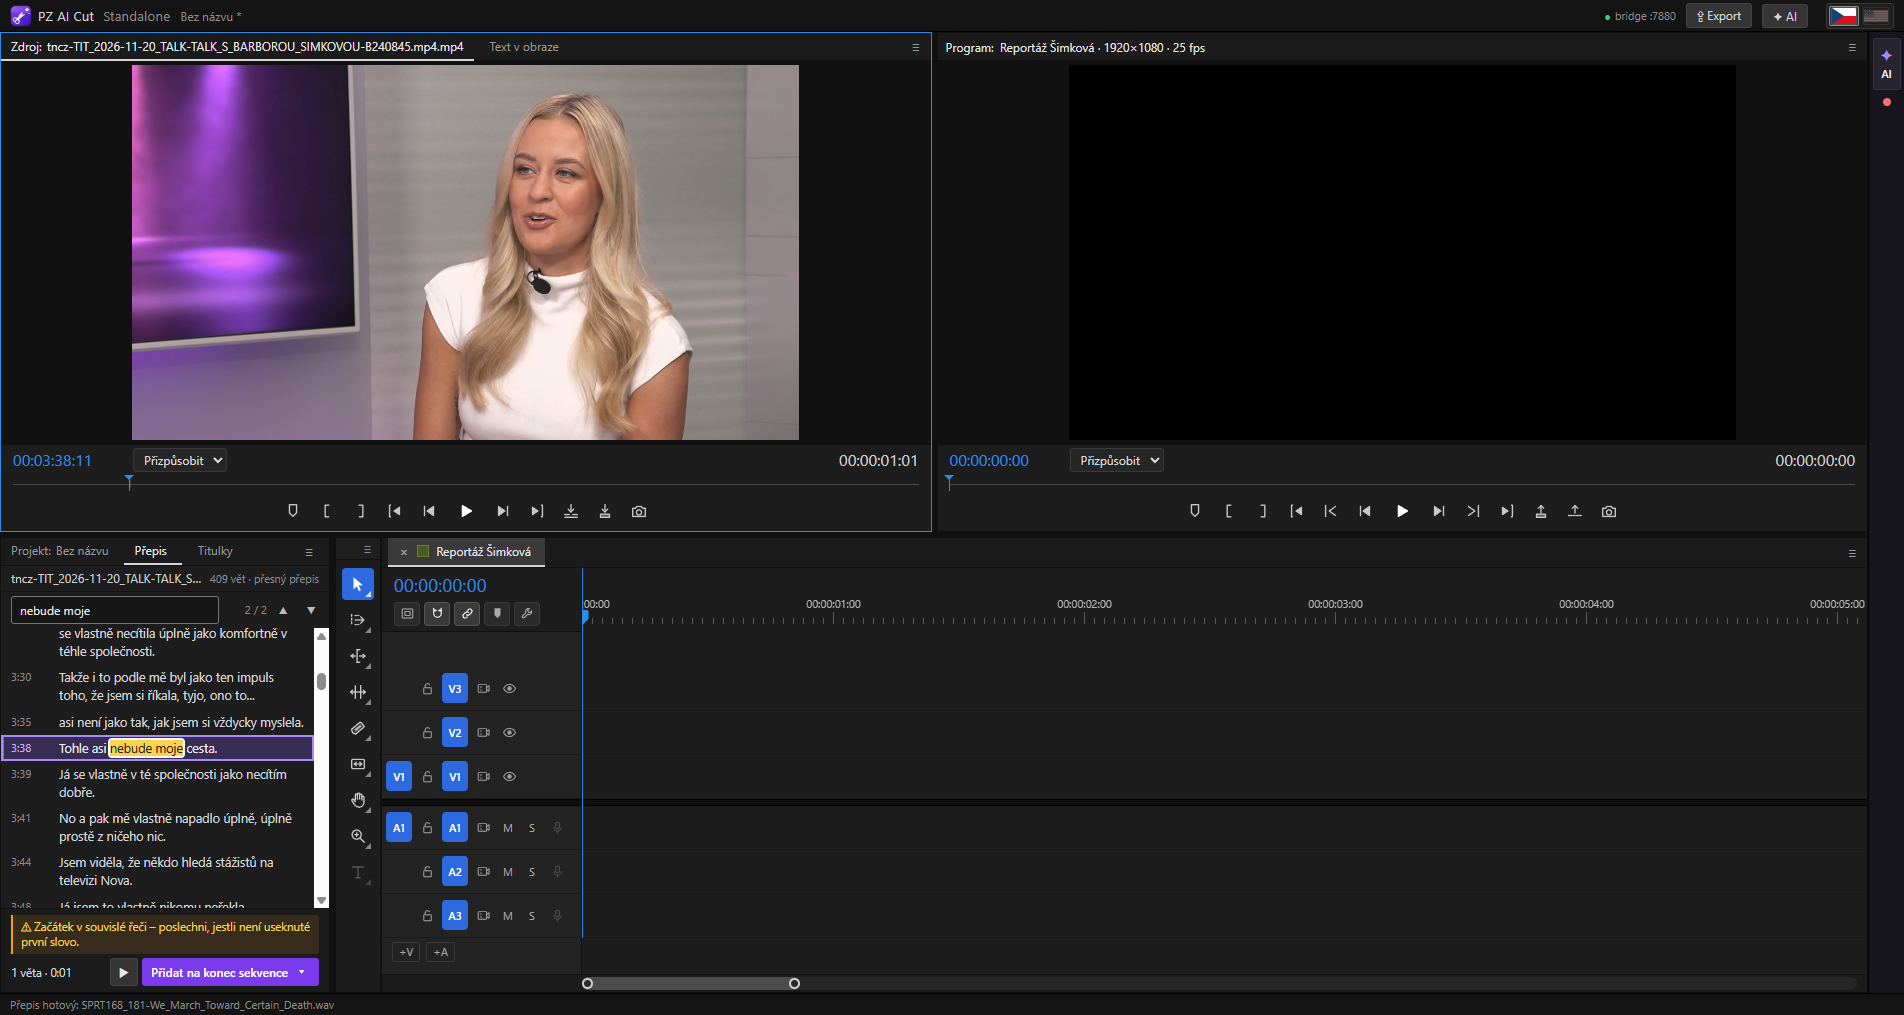 PZ AI Cut Standalone Bez názvu *
bridge :7880 Export AI
Zdroj: tncz-TIT_2026-11-20_TALK-TALK_S_BARBOROU_SIMKOVOU-B240845.mp4.mp4 Text v obraze
Program: Reportáž Šimková · 1920×1080 · 25 fps
AI
00:03:38:11 Přizpůsobit 00:00:01:01
00:00:00:00 Přizpůsobit 00:00:00:00
Projekt: Bez názvu Přepis Titulky
tncz-TIT_2026-11-20_TALK-TALK_S... 409 vět · přesný přepis
nebude moje 2 / 2
se vlastně necítila úplně jako komfortně v
téhle společnosti.
3:30 Takže i to podle mě byl jako ten impuls
toho, že jsem si říkala, tyjo, ono to...
3:35 asi není jako tak, jak jsem si vždycky myslela.
3:38 Tohle asi nebude moje cesta.
3:39 Já se vlastně v té společnosti jako necítím
dobře.
3:41 No a pak mě vlastně napadlo úplně, úplně
prostě z ničeho nic.
3:44 Jsem viděla, že někdo hledá stážistů na
televizi Nova.
3:48 Já jsem to vlastně nikomu neřekla
⚠ Začátek v souvislé řeči – poslechni, jestli není useknuté
první slovo.
1 věta · 0:01 Přidat na konec sekvence
Reportáž Šimková
00:00:00:00
00:00 00:00:01:00 00:00:02:00 00:00:03:00 00:00:04:00 00:00:05:00
V3
V2
V1 V1
A1 A1 M S
A2 M S
A3 M S
+V +A
Přepis hotový: SPRT168_181-We_March_Toward_Certain_Death.wav